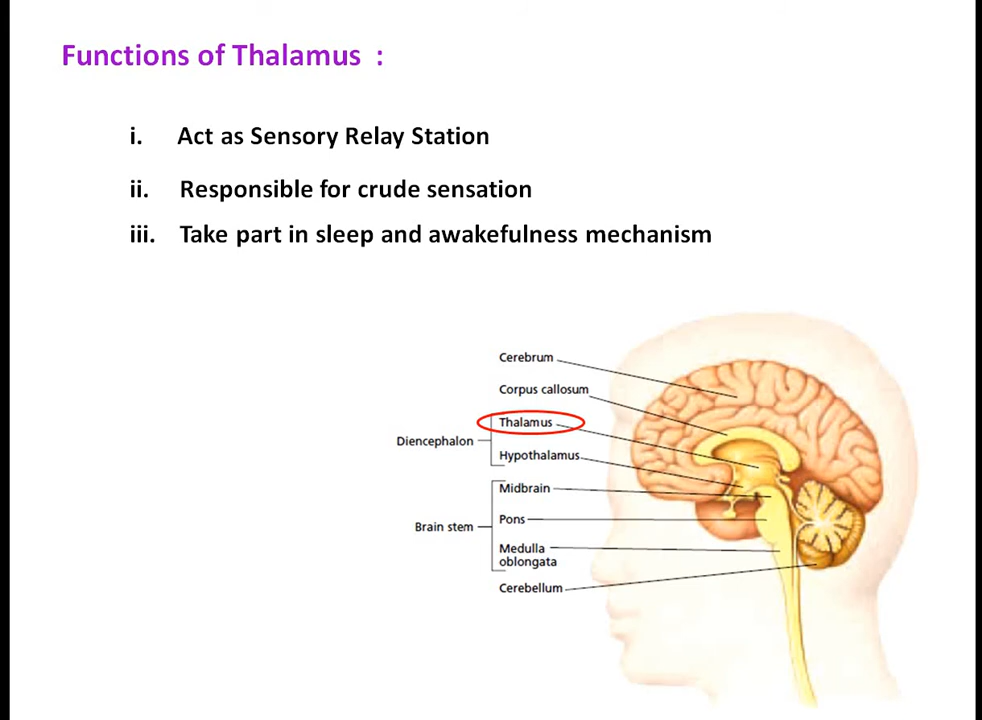 Functions of Thalamus :
i. Act as Sensory Relay Station
ii. Responsible for crude sensation
iii. Take part in sleep and awakefulness mechanism
Cerebrum
Corpus callosum
Thalamus
Diencephalon
Hypothalamus
Midbrain
Pons
Brain stem
Medulla
oblongata
Cerebellum